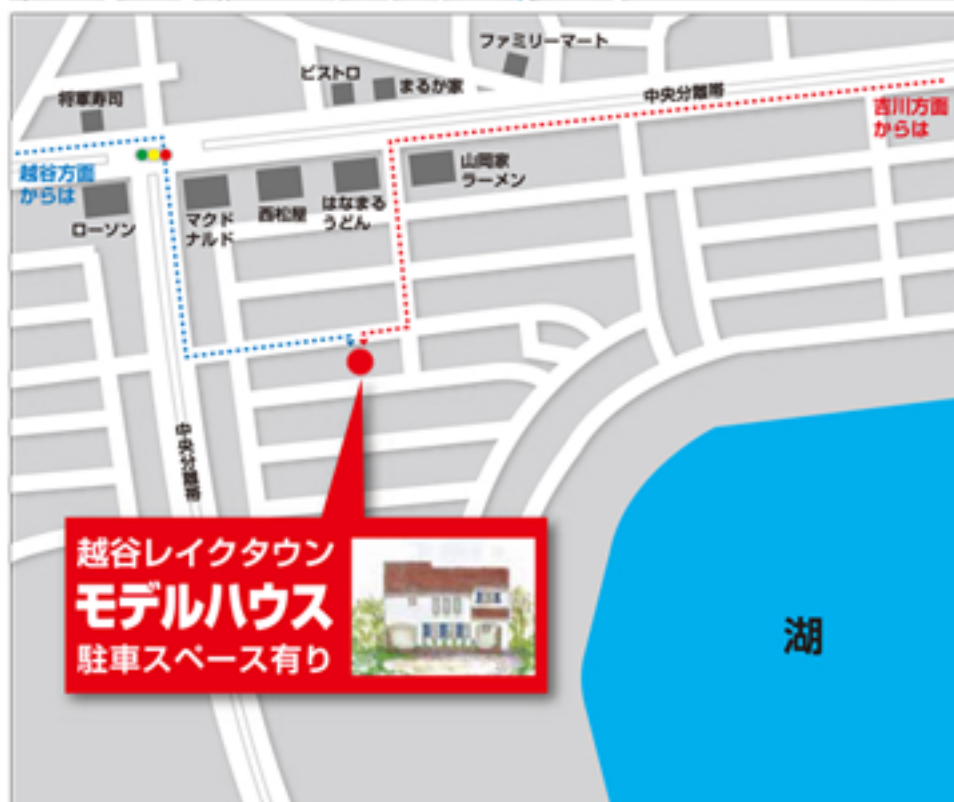 ファミリーマート
ビストロ
まるか家
将軍寿司
中央分離帯
吉川方面
からは
越谷方面
からは
山岡家
ラーメン
ローソン
マクド
ナルド
西松屋
はなまる
うどん
中央分離帯
越谷レイクタウン
モデルハウス
駐車スペース有り
湖